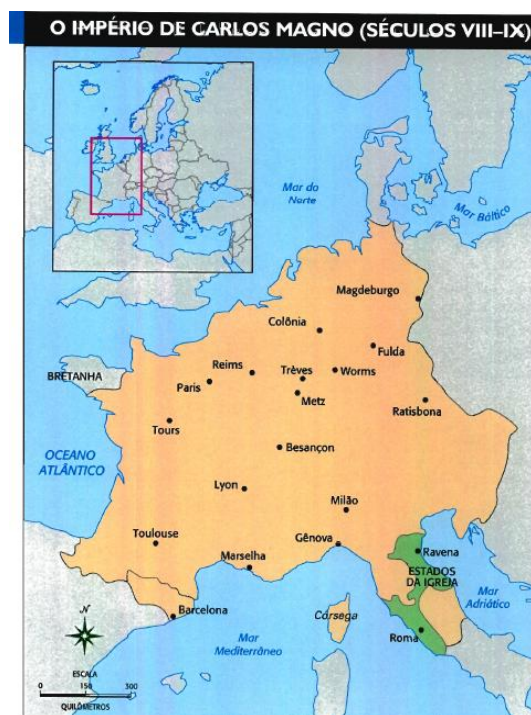 O IMPÉRIO DE CARLOS MAGNO (SÉCULOS VIII–IX)
Mar do
Norte
Mar Báltico
Magdeburgo
Colônia
Fulda
Reims
Trèves
Worms
BRETANHA
Paris
Metz
Ratisbona
Tours
Besançon
OCEANO
ATLÂNTICO
Lyon
Milão
Toulouse
Gênova
Ravena
Marselha
ESTADOS
DA IGREJA
Mar
Adriático
Barcelona
Córsega
Roma
N
Mar
Mediterrâneo
ESCALA
0 150 300
QUILÔMETROS